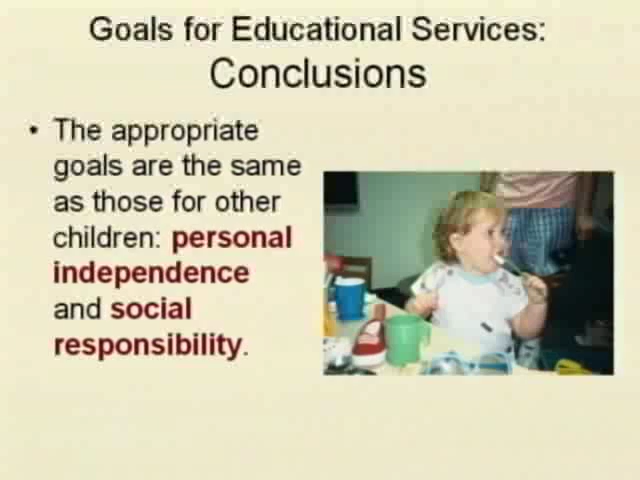 Goals for Educational Services:
Conclusions
• The appropriate
goals are the same
as those for other
children: personal
independence
and social
responsibility.